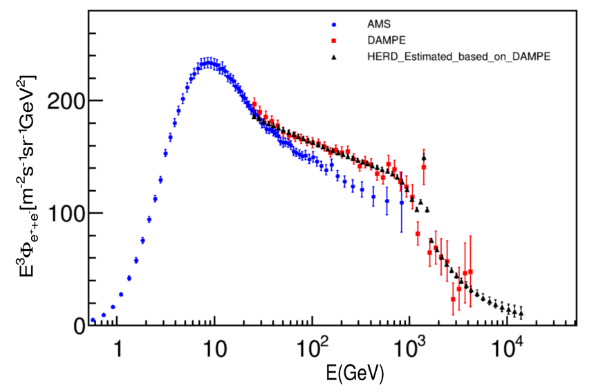 AMS
DAMPE
HERD_Estimated_based_on_DAMPE
E³Φe⁺+e⁻[m⁻²s⁻¹sr⁻¹GeV²]
200
100
0
1 10 10² 10³ 10⁴
E(GeV)